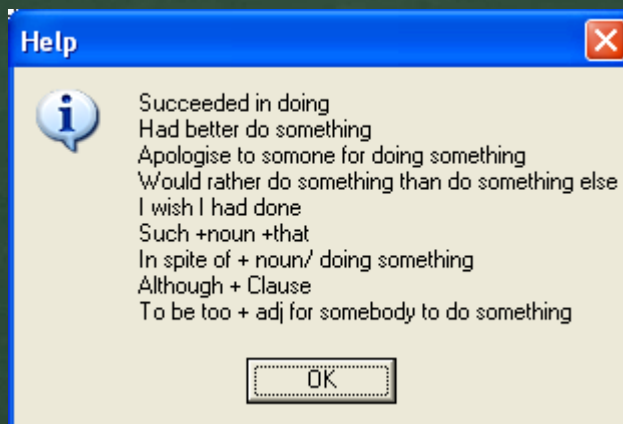 Help
Succeeded in doing
Had better do something
Apologise to somone for doing something
Would rather do something than do something else
I wish I had done
Such +noun +that
In spite of + noun/ doing something
Although + Clause
To be too + adj for somebody to do something
OK